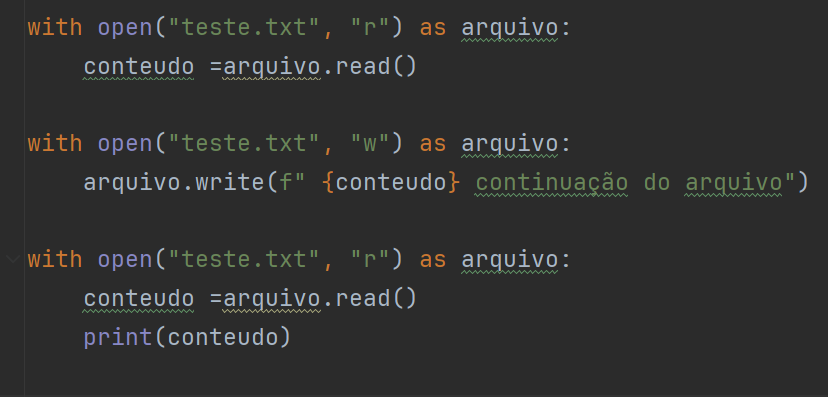 with open("teste.txt", "r") as arquivo:
    conteudo =arquivo.read()

with open("teste.txt", "w") as arquivo:
    arquivo.write(f" {conteudo} continuação do arquivo")

with open("teste.txt", "r") as arquivo:
    conteudo =arquivo.read()
    print(conteudo)